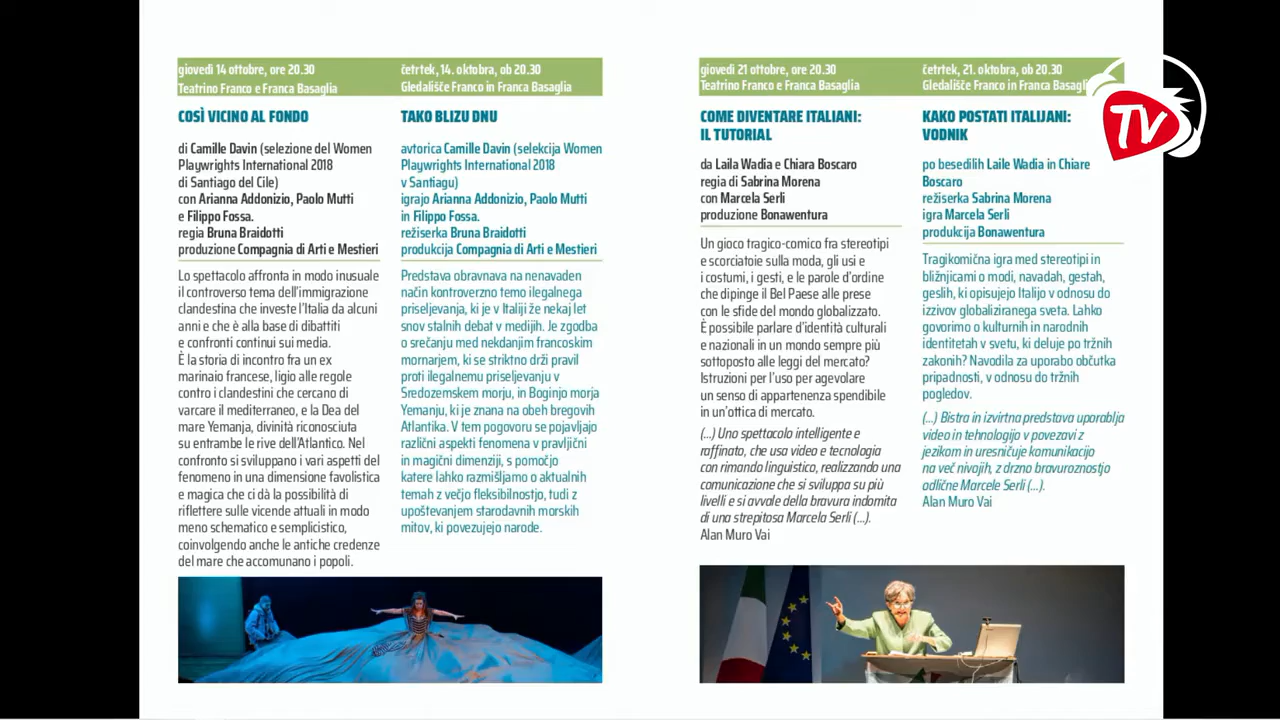 giovedì 14 ottobre, ore 20.30
Teatrino Franco e Franca Basaglia
COSÌ VICINO AL FONDO
di Camille Davin (selezione del Women
Playwrights International 2018
di Santiago del Cile)
con Arianna Addonizio, Paolo Mutti
e Filippo Fossa.
regia Bruna Braidotti
produzione Compagnia di Arti e Mestieri
Lo spettacolo affronta in modo inusuale
il controverso tema dell'immigrazione
clandestina che investe l'Italia da alcuni
anni e che è alla base di dibattiti
e confronti continui sui media.
È la storia di incontro fra un ex
marinaio francese, ligio alle regole
contro i clandestini che cercano di
varcare il mediterraneo, e la Dea del
mare Yemanja, divinità riconosciuta
su entrambe le rive dell'Atlantico. Nel
confronto si sviluppano i vari aspetti del
fenomeno in una dimensione favolistica
e magica che ci dà la possibilità di
riflettere sulle vicende attuali in modo
meno schematico e semplicistico,
coinvolgendo anche le antiche credenze
del mare che accomunano i popoli.
četrtek, 14. oktobra, ob 20.30
Gledališče Franco in Franca Basaglia
TAKO BLIZU DNU
avtorica Camille Davin (selekcija Women
Playwrights International 2018
v Santiagu)
igrajo Arianna Addonizio, Paolo Mutti
in Filippo Fossa.
režiserka Bruna Braidotti
produkcija Compagnia di Arti e Mestieri
Predstava obravnava na nenavaden
način kontroverzno temo ilegalnega
priseljevanja, ki je v Italiji že nekaj let
snov stalnih debat v medijih. Je zgodba
o srečanju med nekdanjim francoskim
mornarjem, ki se striktno drži pravil
proti ilegalnemu priseljevanju v
Sredozemskem morju, in Boginjo morja
Yemanju, ki je znana na obeh bregovih
Atlantika. V tem pogovoru se pojavljajo
različni aspekti fenomena v pravljični
in magični dimenziji, s pomočjo
katere lahko razmišljamo o aktualnih
temah z večjo fleksibilnostjo, tudi z
upoštevanjem starodavnih morskih
mitov, ki povezujejo narode.
giovedì 21 ottobre, ore 20.30
Teatrino Franco e Franca Basaglia
COME DIVENTARE ITALIANI:
IL TUTORIAL
da Laila Wadia e Chiara Boscaro
regia di Sabrina Morena
con Marcela Serli
produzione Bonawentura
Un gioco tragico-comico fra stereotipi
e scorciatoie sulla moda, gli usi e
i costumi, i gesti, e le parole d'ordine
che dipinge il Bel Paese alle prese
con le sfide del mondo globalizzato.
È possibile parlare d'identità culturali
e nazionali in un mondo sempre più
sottoposto alle leggi del mercato?
Istruzioni per l'uso per agevolare
un senso di appartenenza spendibile
in un'ottica di mercato.
(...) Uno spettacolo intelligente e
raffinato, che usa video e tecnologia
con rimando linguistico, realizzando una
comunicazione che si sviluppa su più
livelli e si avvale della bravura indomita
di una strepitosa Marcela Serli (...).
Alan Muro Vai
četrtek, 21. oktobra, ob 20.30
Gledališče Franco in Franca Basaglia
KAKO POSTATI ITALIJANI:
VODNIK
po besedilih Laile Wadia in Chiare
Boscaro
režiserka Sabrina Morena
igra Marcela Serli
produkcija Bonawentura
Tragikomična igra med stereotipi in
bližnjicami o modi, navadah, gestah,
geslih, ki opisujejo Italijo v odnosu do
izzivov globaliziranega sveta. Lahko
govorimo o kulturnih in narodnih
identitetah v svetu, ki deluje po tržnih
zakonih? Navodila za uporabo občutka
pripadnosti, v odnosu do tržnih
pogledov.
(...) Bistra in izvirtna predstava uporablja
video in tehnologijo v povezavi z
jezikom in uresničuje komunikacijo
na več nivojih, z drzno bravuroznostjo
odlične Marcele Serli (...).
Alan Muro Vai
TV